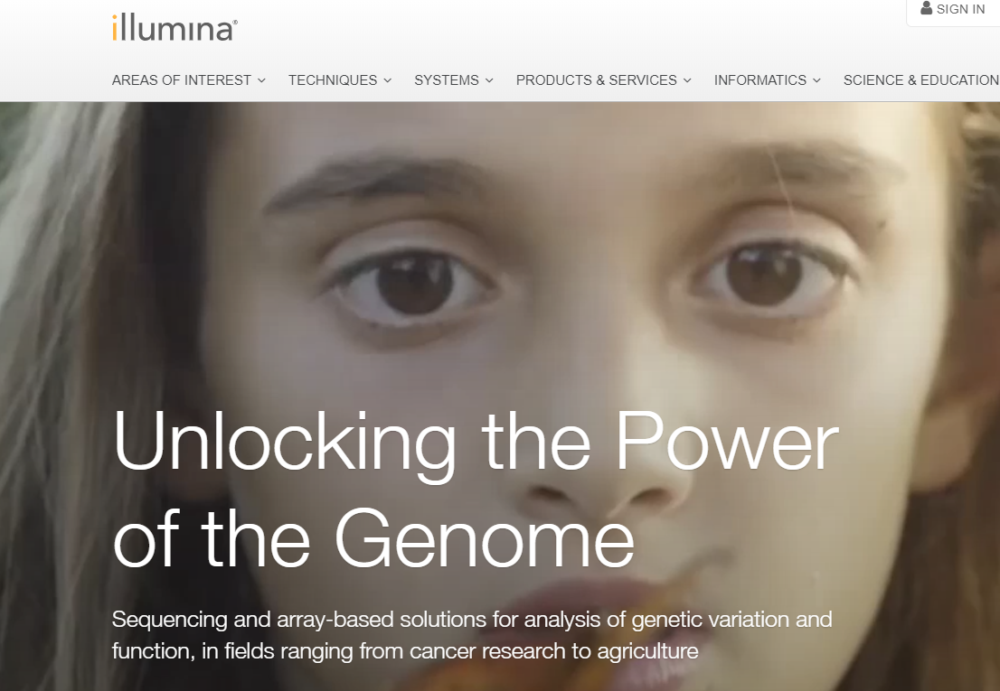 illumina®
SIGN IN
AREAS OF INTEREST TECHNIQUES SYSTEMS PRODUCTS & SERVICES INFORMATICS SCIENCE & EDUCATION
Unlocking the Power
of the Genome
Sequencing and array-based solutions for analysis of genetic variation and
function, in fields ranging from cancer research to agriculture